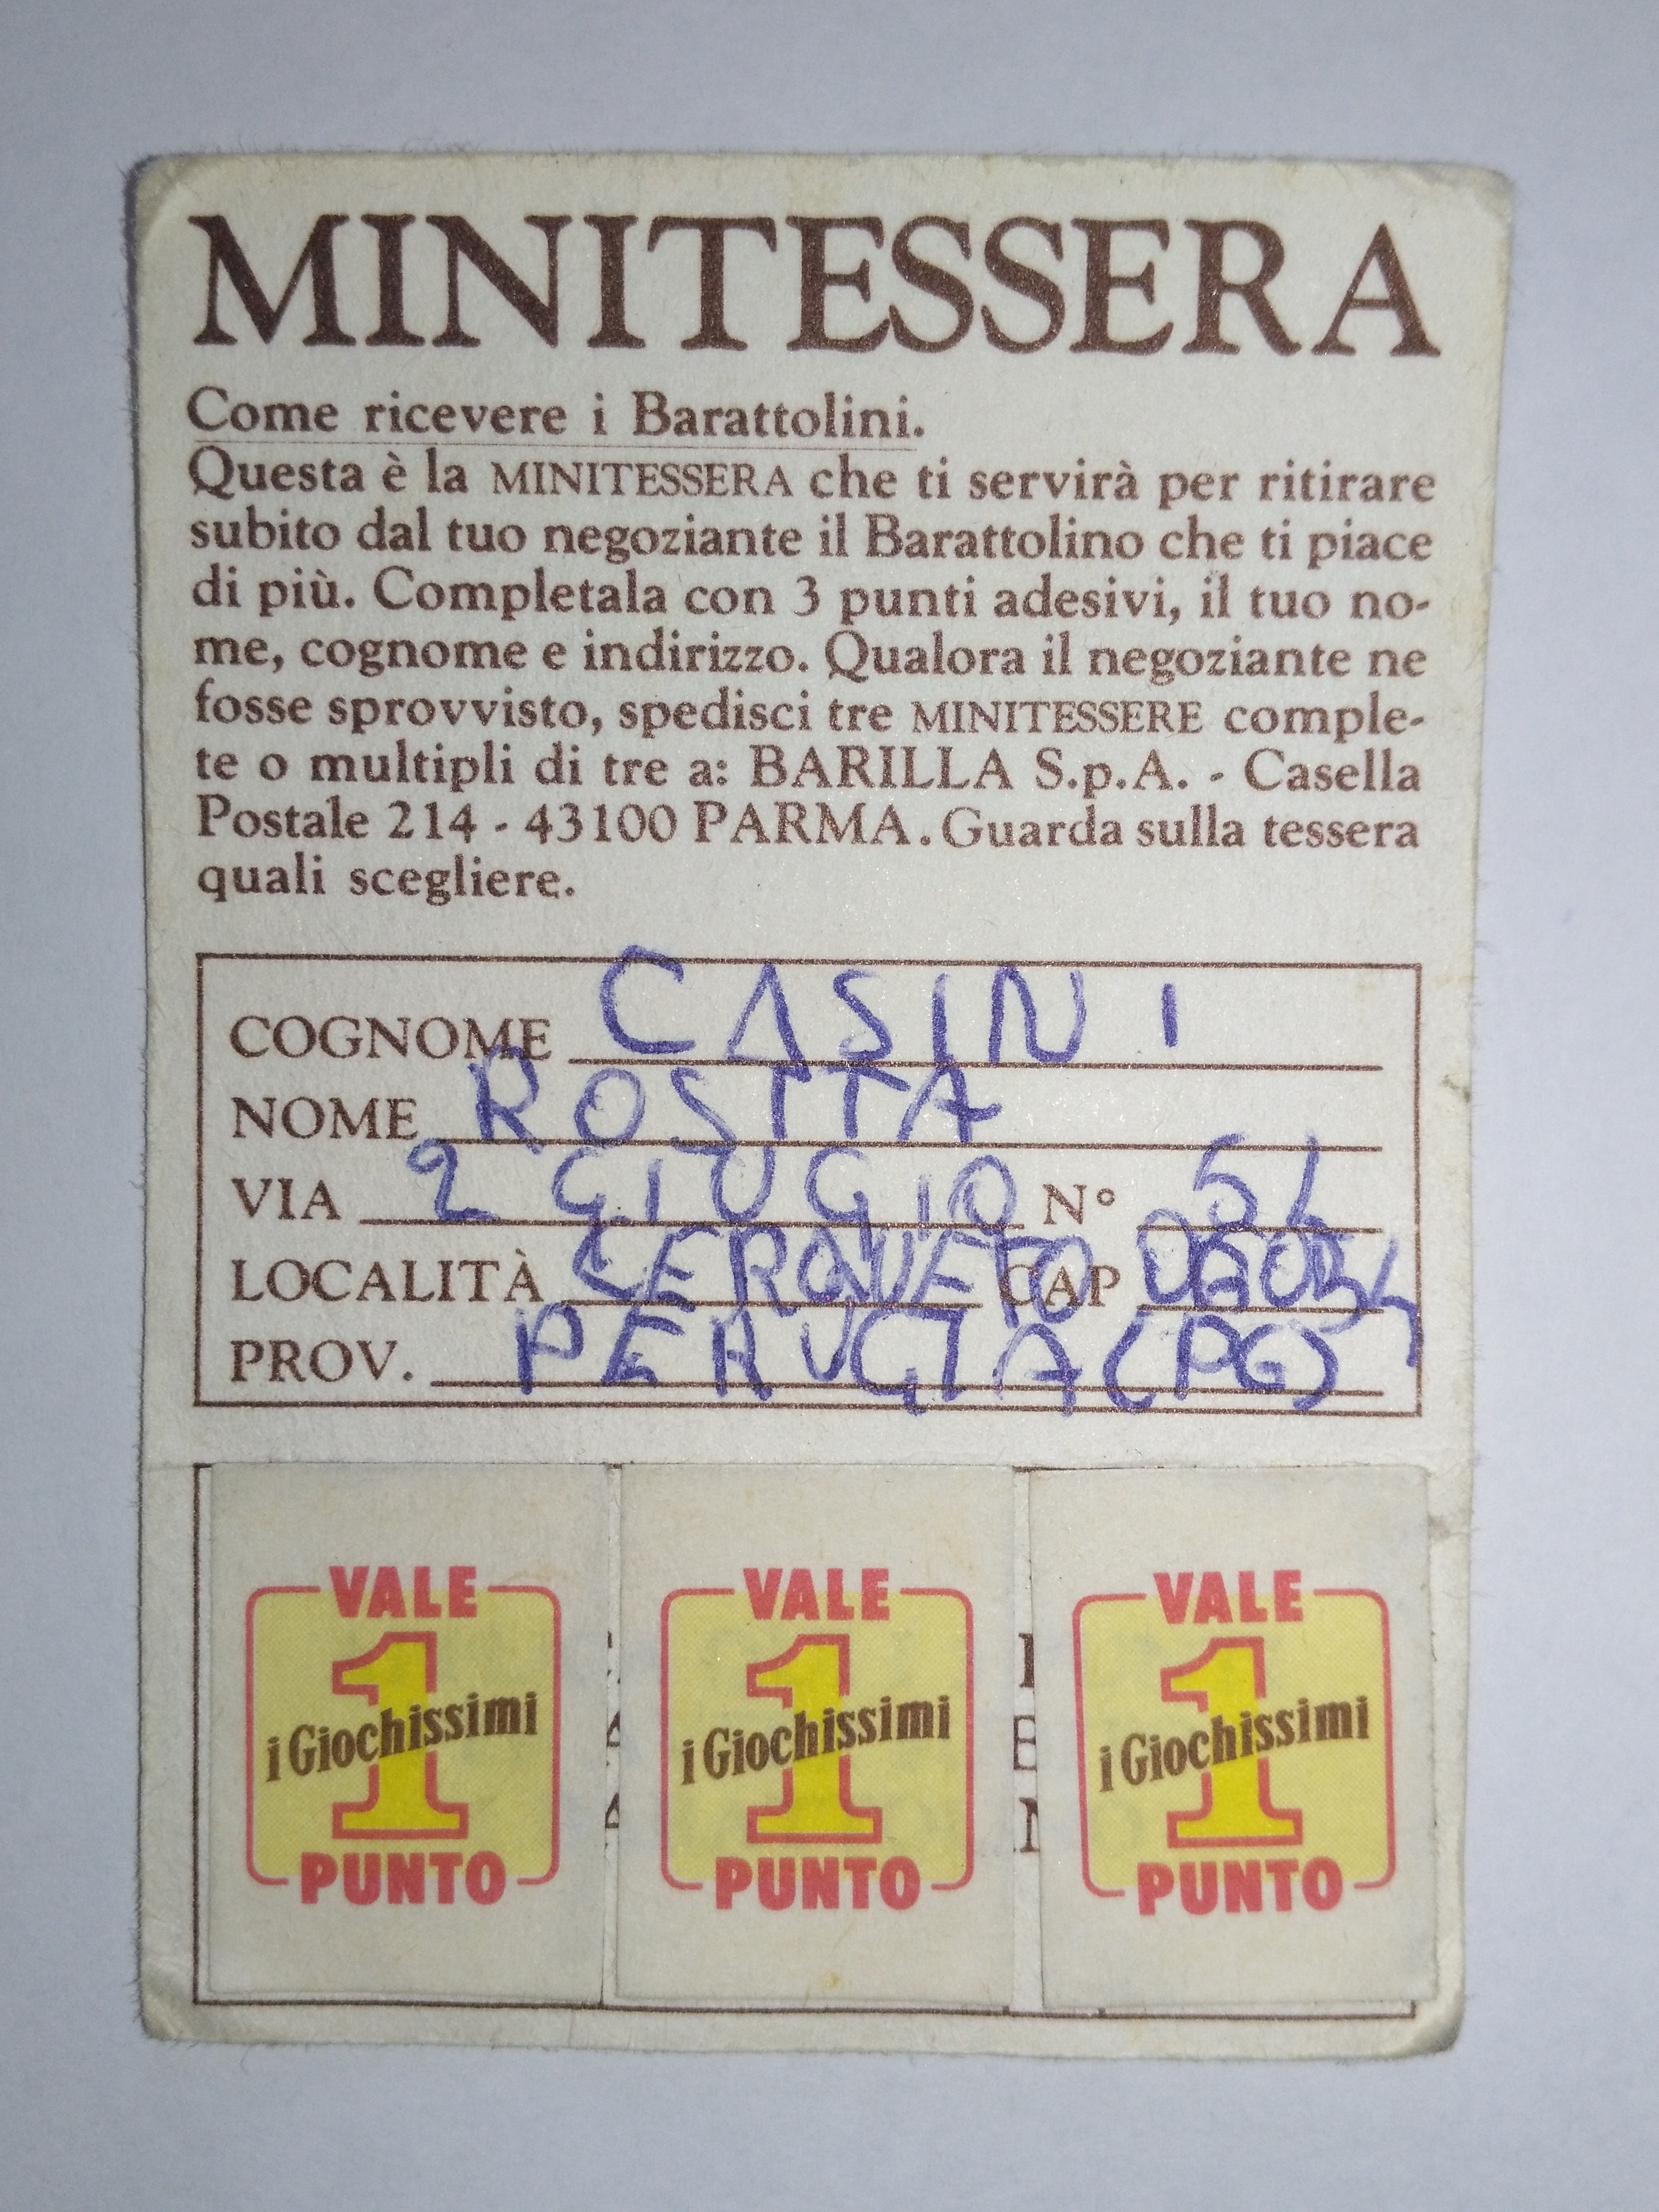 MINITESSERA
Come ricevere i Barattolini.
Questa è la MINITESSERA che ti servirà per ritirare
subito dal tuo negoziante il Barattolino che ti piace
di più. Completala con 3 punti adesivi, il tuo no-
me, cognome e indirizzo. Qualora il negoziante ne
fosse sprovvisto, spedisci tre MINITESSERE comple-
te o multipli di tre a: BARILLA S.p.A. - Casella
Postale 214 - 43100 PARMA. Guarda sulla tessera
quali scegliere.
COGNOME CASINI
NOME ROSITA
VIA 2 GIUGIO N°
LOCALITÀ CERQUETO CAP
PROV. PERUGIA (PG)
VALE VALE VALE
1 1 1
i Giochissimi i Giochissimi i Giochissimi
PUNTO PUNTO PUNTO